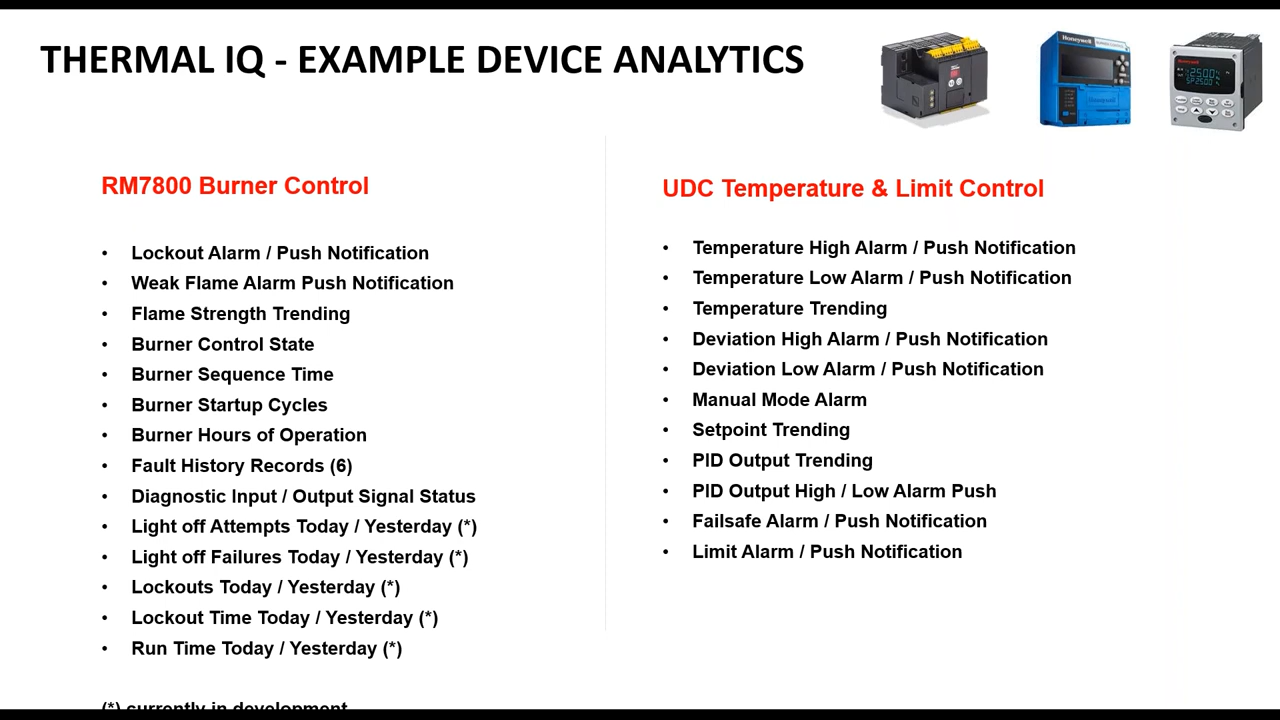 THERMAL IQ - EXAMPLE DEVICE ANALYTICS
Honeywell
Honeywell
RM7800 Burner Control
• Lockout Alarm / Push Notification
• Weak Flame Alarm Push Notification
• Flame Strength Trending
• Burner Control State
• Burner Sequence Time
• Burner Startup Cycles
• Burner Hours of Operation
• Fault History Records (6)
• Diagnostic Input / Output Signal Status
• Light off Attempts Today / Yesterday (*)
• Light off Failures Today / Yesterday (*)
• Lockouts Today / Yesterday (*)
• Lockout Time Today / Yesterday (*)
• Run Time Today / Yesterday (*)
(*) currently in development
UDC Temperature & Limit Control
• Temperature High Alarm / Push Notification
• Temperature Low Alarm / Push Notification
• Temperature Trending
• Deviation High Alarm / Push Notification
• Deviation Low Alarm / Push Notification
• Manual Mode Alarm
• Setpoint Trending
• PID Output Trending
• PID Output High / Low Alarm Push
• Failsafe Alarm / Push Notification
• Limit Alarm / Push Notification